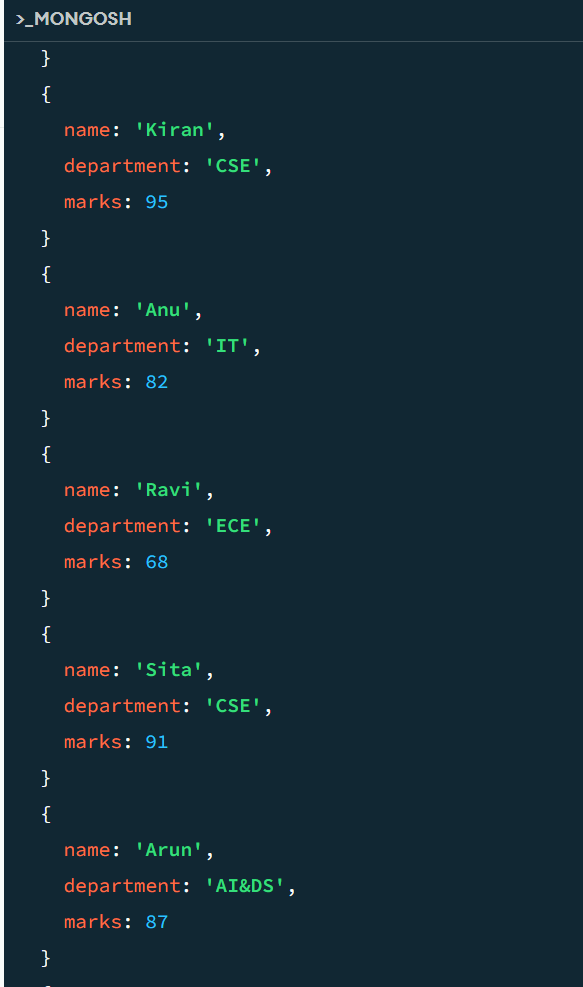 >_MONGOSH
}
{
name: 'Kiran',
department: 'CSE',
marks: 95
}
{
name: 'Anu',
department: 'IT',
marks: 82
}
{
name: 'Ravi',
department: 'ECE',
marks: 68
}
{
name: 'Sita',
department: 'CSE',
marks: 91
}
{
name: 'Arun',
department: 'AI&DS',
marks: 87
}